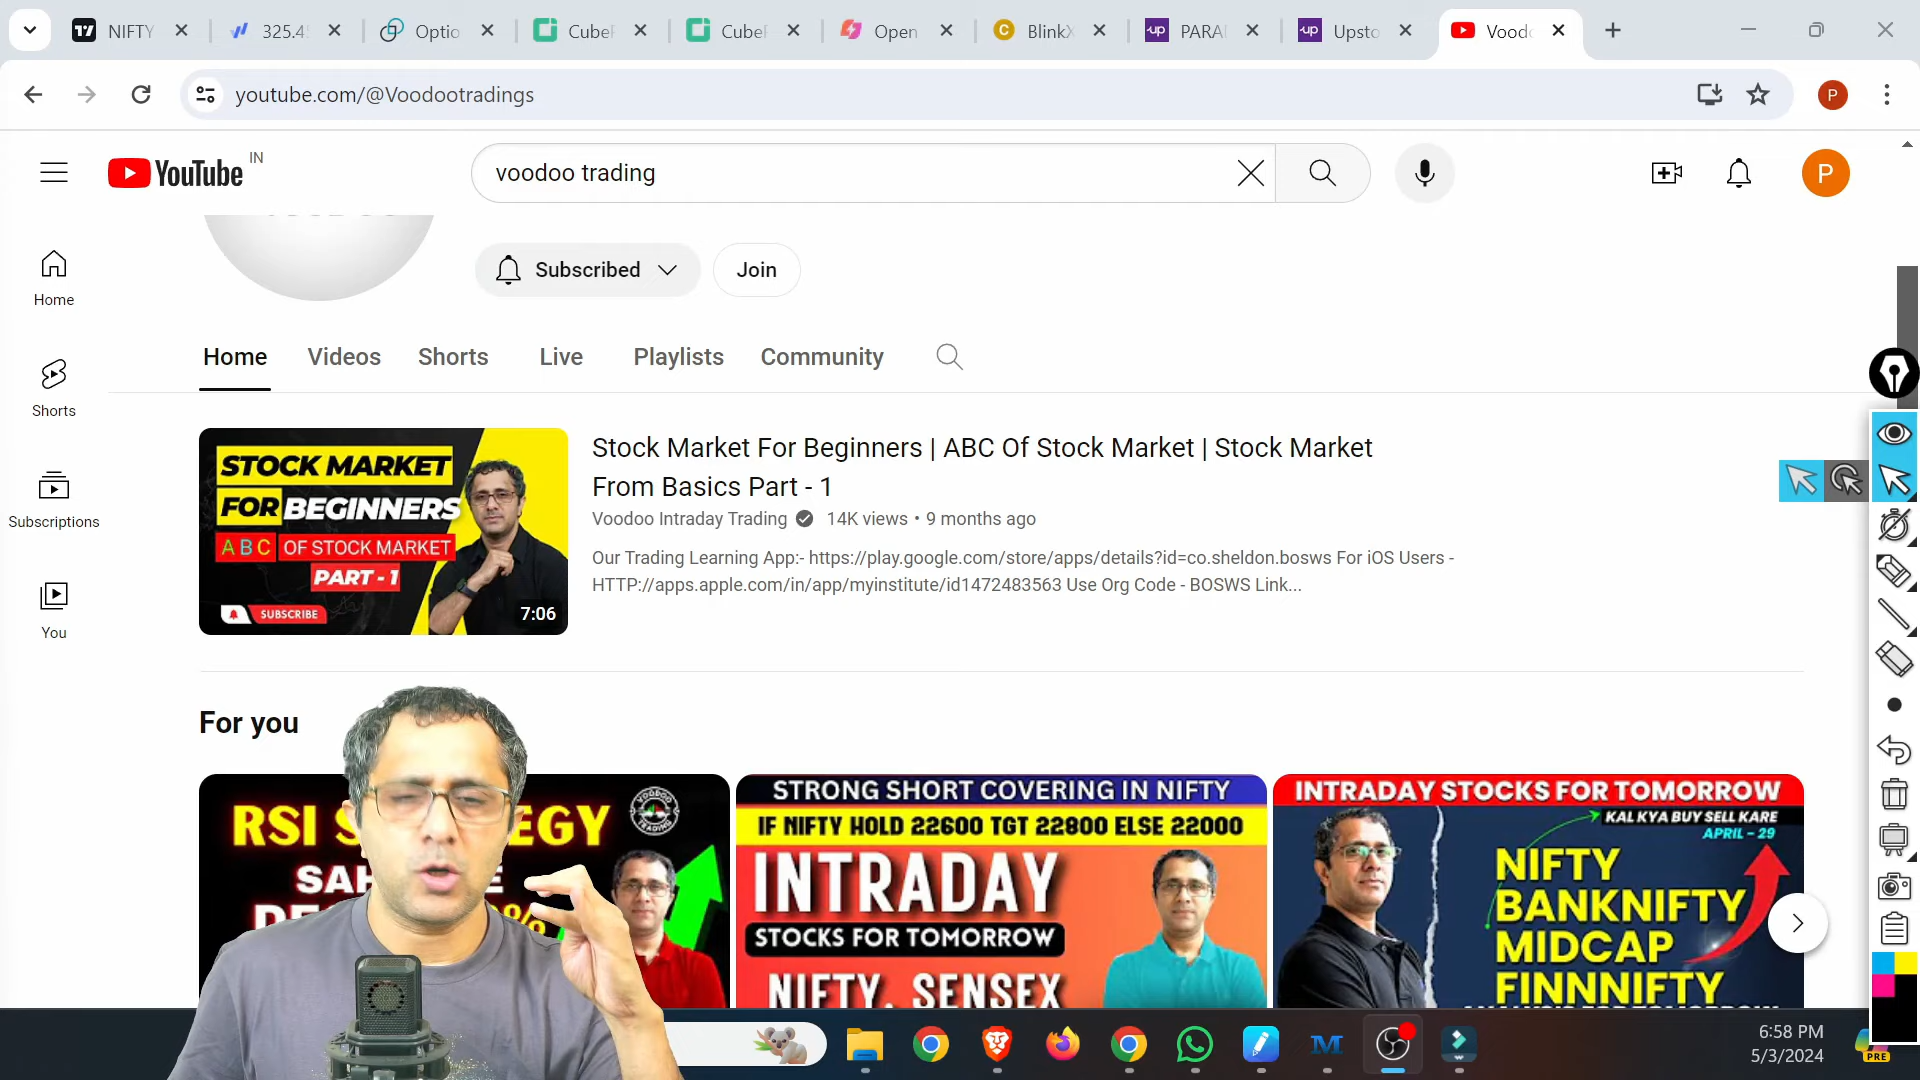 NIFTY
325.4
Optio
Cube
Cube
Open
BlinkX
PARA
Upsto
Voodo
youtube.com/@Voodootradings
P
YouTube IN
voodoo trading
P
Subscribed
Join
Home
Shorts
Subscriptions
You
Home
Videos
Shorts
Live
Playlists
Community
STOCK MARKET
FOR BEGINNERS
ABC OF STOCK MARKET
PART - 1
SUBSCRIBE
7:06
Stock Market For Beginners | ABC Of Stock Market | Stock Market
From Basics Part - 1
Voodoo Intraday Trading 14K views • 9 months ago
Our Trading Learning App:- https://play.google.com/store/apps/details?id=co.sheldon.bosws For iOS Users -
HTTP://apps.apple.com/in/app/myinstitute/id1472483563 Use Org Code - BOSWS Link...
For you
RSI S EGY
SAH E
DE %
STRONG SHORT COVERING IN NIFTY
IF NIFTY HOLD 22600 TGT 22800 ELSE 22000
INTRADAY
STOCKS FOR TOMORROW
NIFTY, SENSEX
INTRADAY STOCKS FOR TOMORROW
KAL KYA BUY SELL KARE
APRIL - 29
NIFTY
BANKNIFTY
MIDCAP
FINNNIFTY
6:58 PM
5/3/2024
PRE